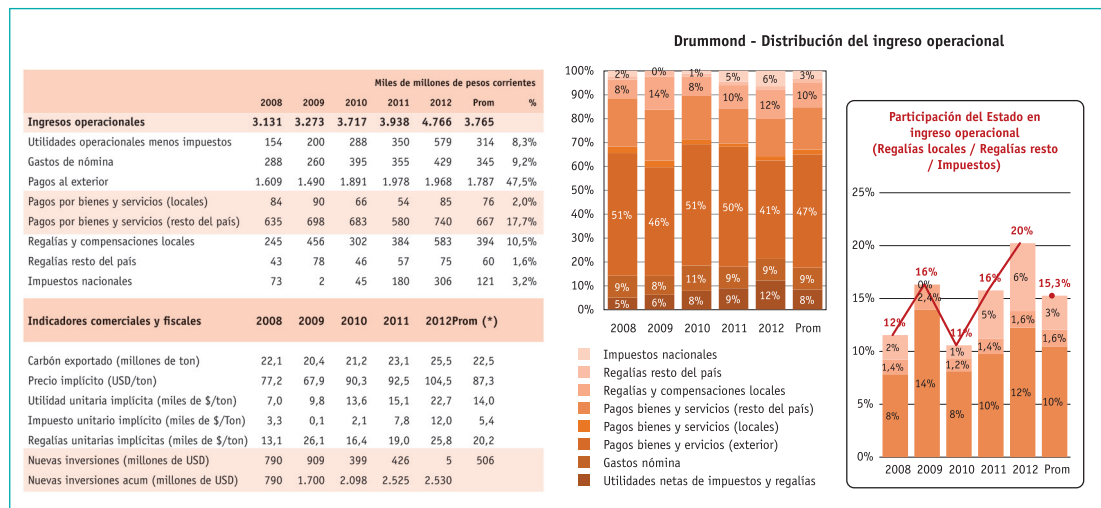 Drummond - Distribución del ingreso operacional
Miles de millones de pesos corrientes
2008 2009 2010 2011 2012 Prom %
Ingresos operacionales 3.131 3.273 3.717 3.938 4.766 3.765
Utilidades operacionales menos impuestos 154 200 288 350 579 314 8,3%
Gastos de nómina 288 260 395 355 429 345 9,2%
Pagos al exterior 1.609 1.490 1.891 1.978 1.968 1.787 47,5%
Pagos por bienes y servicios (locales) 84 90 66 54 85 76 2,0%
Pagos por bienes y servicios (resto del país) 635 698 683 580 740 667 17,7%
Regalías y compensaciones locales 245 456 302 384 583 394 10,5%
Regalías resto del país 43 78 46 57 75 60 1,6%
Impuestos nacionales 73 2 45 180 306 121 3,2%
Indicadores comerciales y fiscales 2008 2009 2010 2011 2012Prom (*)
Carbón exportado (millones de ton) 22,1 20,4 21,2 23,1 25,5 22,5
Precio implícito (USD/ton) 77,2 67,9 90,3 92,5 104,5 87,3
Utilidad unitaria implícita (miles de $/ton) 7,0 9,8 13,6 15,1 22,7 14,0
Impuesto unitario implícito (miles de $/Ton) 3,3 0,1 2,1 7,8 12,0 5,4
Regalías unitarias implícitas (miles de $/ton) 13,1 26,1 16,4 19,0 25,8 20,2
Nuevas inversiones (millones de USD) 790 909 399 426 5 506
Nuevas inversiones acum (millones de USD) 790 1.700 2.098 2.525 2.530
100%
90%
80%
70%
60%
50%
40%
30%
20%
10%
0%
2% 0% 1% 5% 6% 3%
8% 14% 8% 10% 12% 10%
51% 46% 51% 50% 41% 47%
9% 8% 11% 9% 9% 9%
5% 6% 8% 9% 12% 8%
2008 2009 2010 2011 2012 Prom
Impuestos nacionales
Regalías resto del país
Regalías y compensaciones locales
Pagos bienes y servicios (resto del país)
Pagos bienes y servicios (locales)
Pagos bienes y ervicios (exterior)
Gastos nómina
Utilidades netas de impuestos y regalías
Participación del Estado en
ingreso operacional
(Regalías locales / Regalías resto
/ Impuestos)
25%
20%
15%
10%
5%
0%
12% 16% 11% 16% 20% 15,3%
2% 0% 1% 5% 6% 3%
1,4% 2,4% 1,2% 1,4% 1,6% 1,6%
8% 14% 8% 10% 12% 10%
2008 2009 2010 2011 2012 Prom